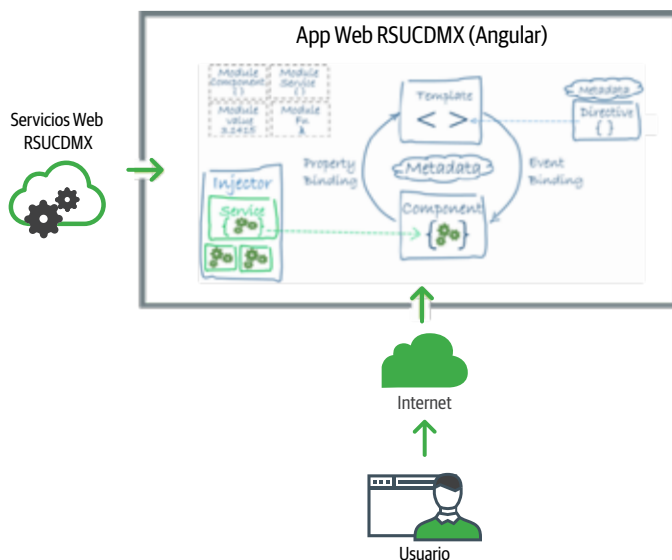 App Web RSUCDMX (Angular)
Servicios Web
RSUCDMX
Module
Component
{ }
Module
Service
{ }
Module
value
3.1415
Module
Fn
λ
Template
< >
Metadata
Directive
{ }
Property
Binding
Metadata
Event
Binding
Injector
Service
{ }
Component
{ }
Internet
Usuario